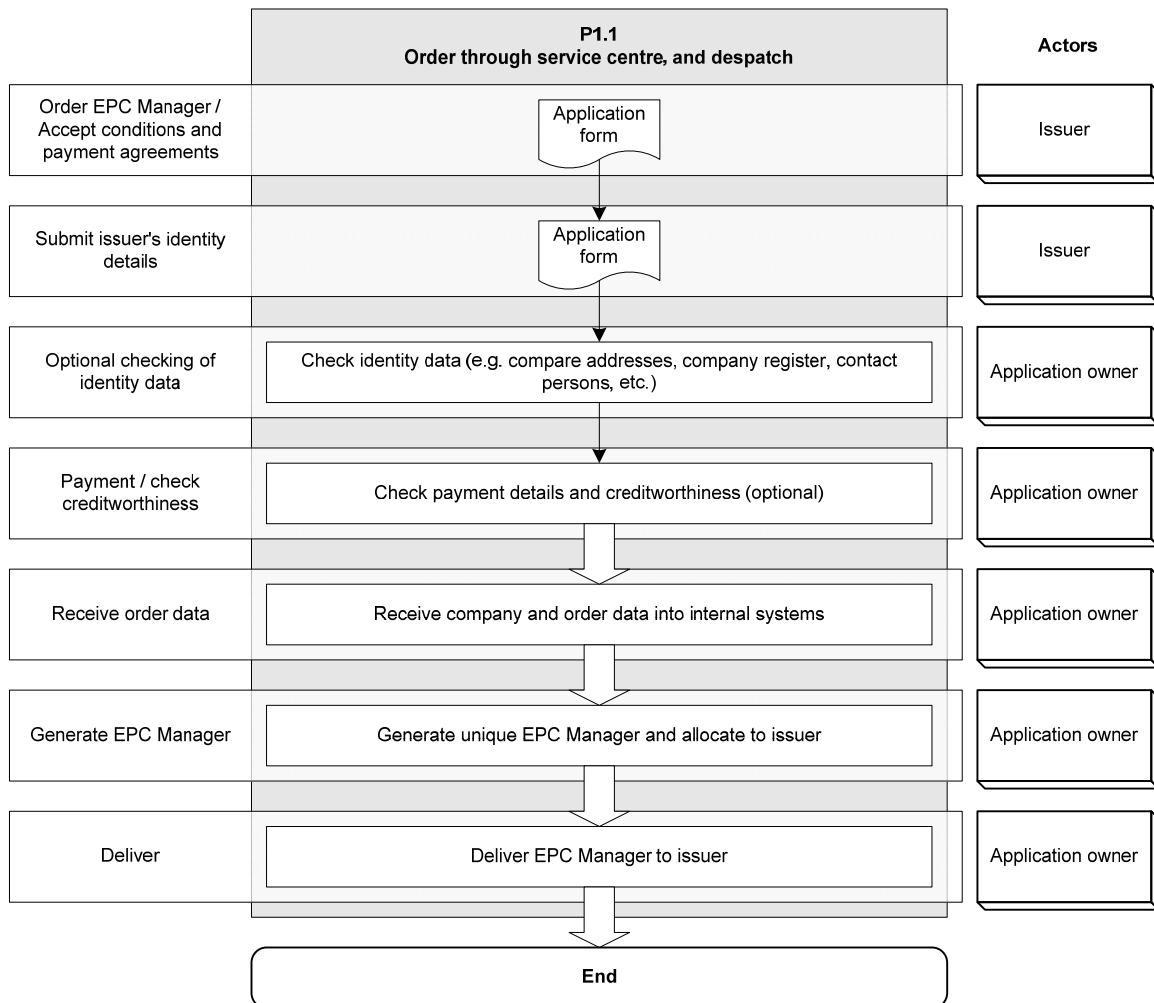 P1.1
Order through service centre, and despatch
Actors
Order EPC Manager /
Accept conditions and
payment agreements
Application
form
Issuer
Submit issuer's identity
details
Application
form
Issuer
Optional checking of
identity data
Check identity data (e.g. compare addresses, company register, contact
persons, etc.)
Application owner
Payment / check
creditworthiness
Check payment details and creditworthiness (optional)
Application owner
Receive order data
Receive company and order data into internal systems
Application owner
Generate EPC Manager
Generate unique EPC Manager and allocate to issuer
Application owner
Deliver
Deliver EPC Manager to issuer
Application owner
End